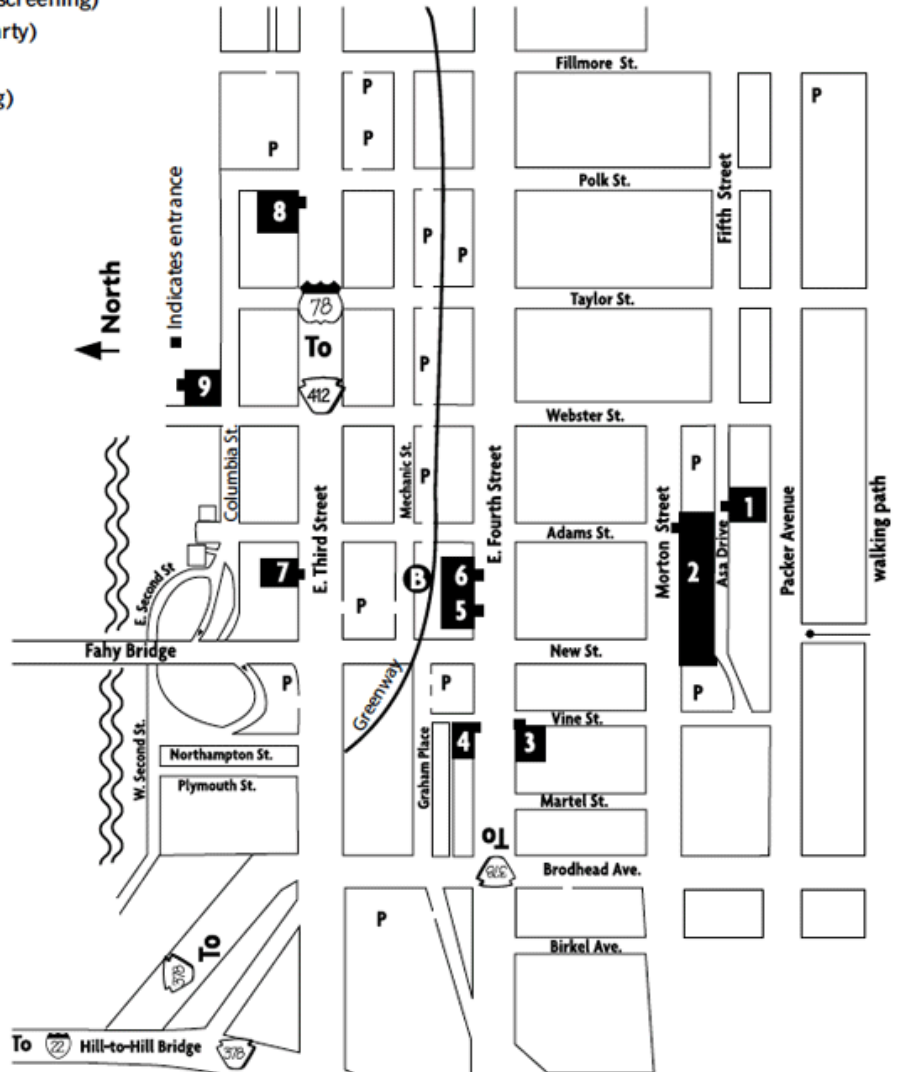 screening)
arty)
g)
Fillmore St.
P
P
P
P
Polk St.
Fifth Street
Indicates entrance
8
P
P
North
78
Taylor St.
To
P
412
9
Webster St.
Columbia St.
Mechanic St.
P
E. Fourth Street
P
E. Third Street
Morton Street
1
Packer Avenue
walking path
Adams St.
Asa Drive
E. Second St
7
B
6
2
P
5
Fahy Bridge
New St.
P
Greenway
P
P
Vine St.
W. Second St.
Northampton St.
Graham Place
4
3
Plymouth St.
Martel St.
To
378
Brodhead Ave.
P
To
378
Birkel Ave.
To
22
Hill-to-Hill Bridge
378